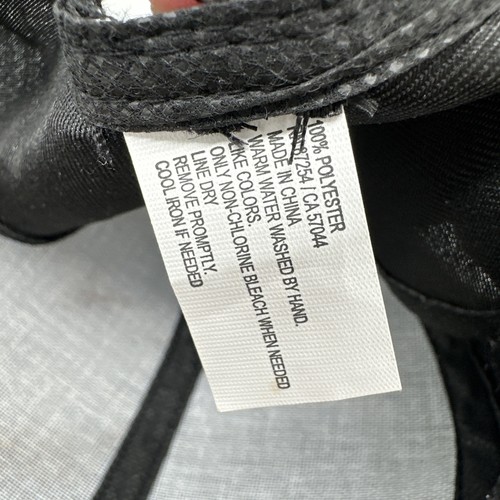 100% POLYESTER
87254 / CA 57044
MADE IN CHINA
WARM WATER WASHED BY HAND.
LIKE COLORS.
ONLY NON-CHLORINE BLEACH WHEN NEEDED
LINE DRY
REMOVE PROMPTLY.
COOL IRON IF NEEDED